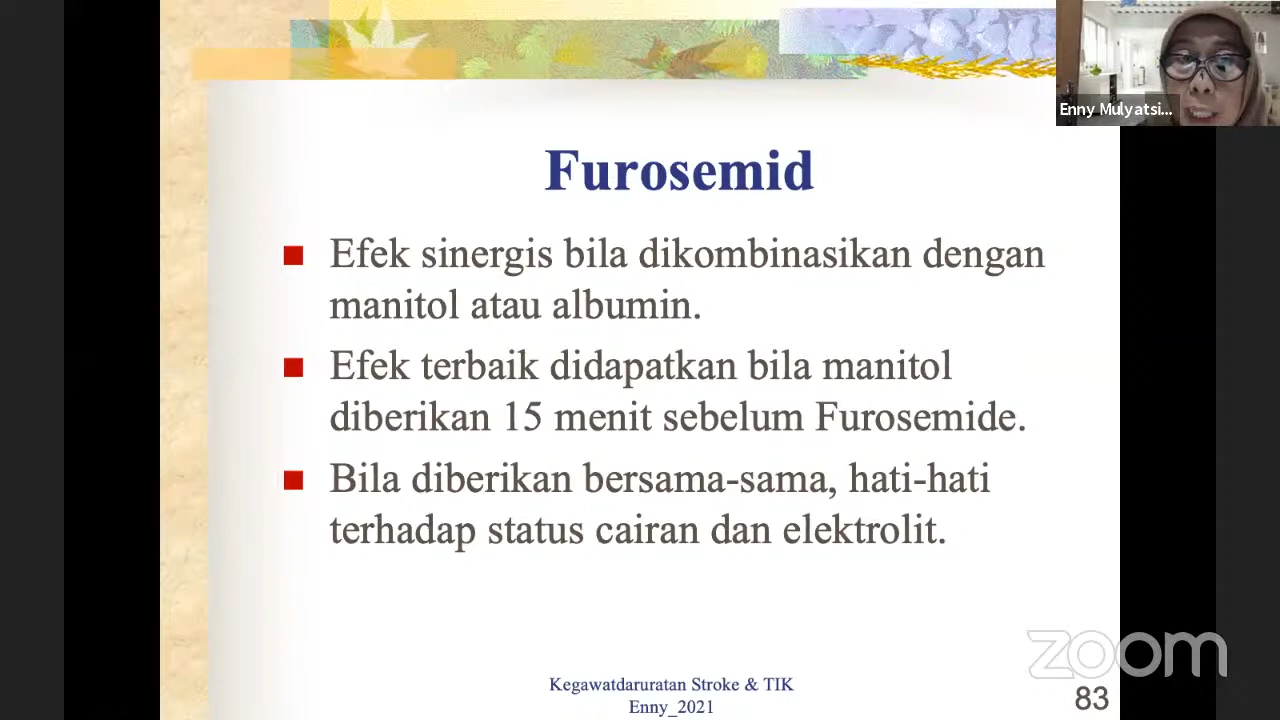 Enny Mulyatsi...
Furosemid
Efek sinergis bila dikombinasikan dengan
manitol atau albumin.
Efek terbaik didapatkan bila manitol
diberikan 15 menit sebelum Furosemide.
Bila diberikan bersama-sama, hati-hati
terhadap status cairan dan elektrolit.
zoom
Kegawatdaruratan Stroke & TIK
Enny_2021
83